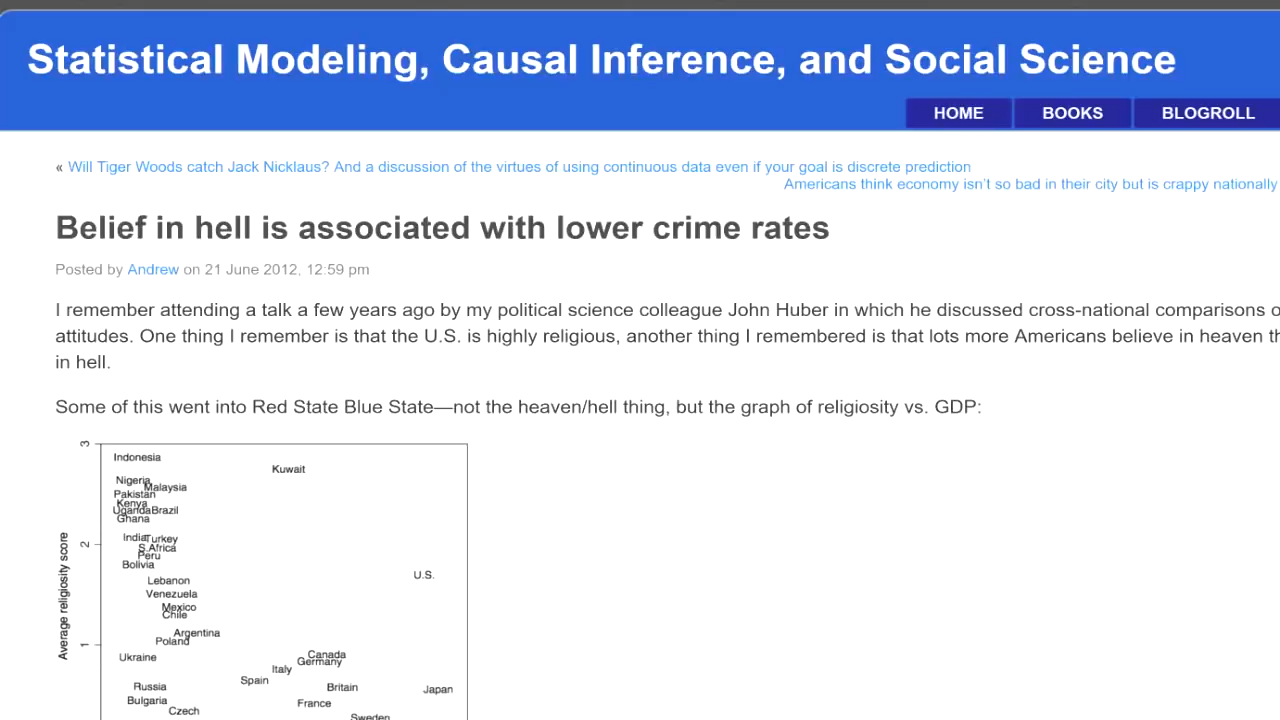 Statistical Modeling, Causal Inference, and Social Science
HOME BOOKS BLOGROLL
« Will Tiger Woods catch Jack Nicklaus? And a discussion of the virtues of using continuous data even if your goal is discrete prediction
Americans think economy isn't so bad in their city but is crappy nationally
Belief in hell is associated with lower crime rates
Posted by Andrew on 21 June 2012, 12:59 pm
I remember attending a talk a few years ago by my political science colleague John Huber in which he discussed cross-national comparisons
attitudes. One thing I remember is that the U.S. is highly religious, another thing I remembered is that lots more Americans believe in heaven
in hell.
Some of this went into Red State Blue State—not the heaven/hell thing, but the graph of religiosity vs. GDP:
3
Indonesia
Kuwait
Nigeria
Malaysia
Pakistan
Kenya
Uganda Brazil
Ghana
India Turkey
2
S.Africa
Peru
Bolivia
U.S.
Lebanon
Venezuela
Mexico
Chile
Average religiosity score
Argentina
Poland
1
Canada
Ukraine
Germany
Italy
Spain
Russia
Britain
Japan
Bulgaria
France
Czech
Sweden